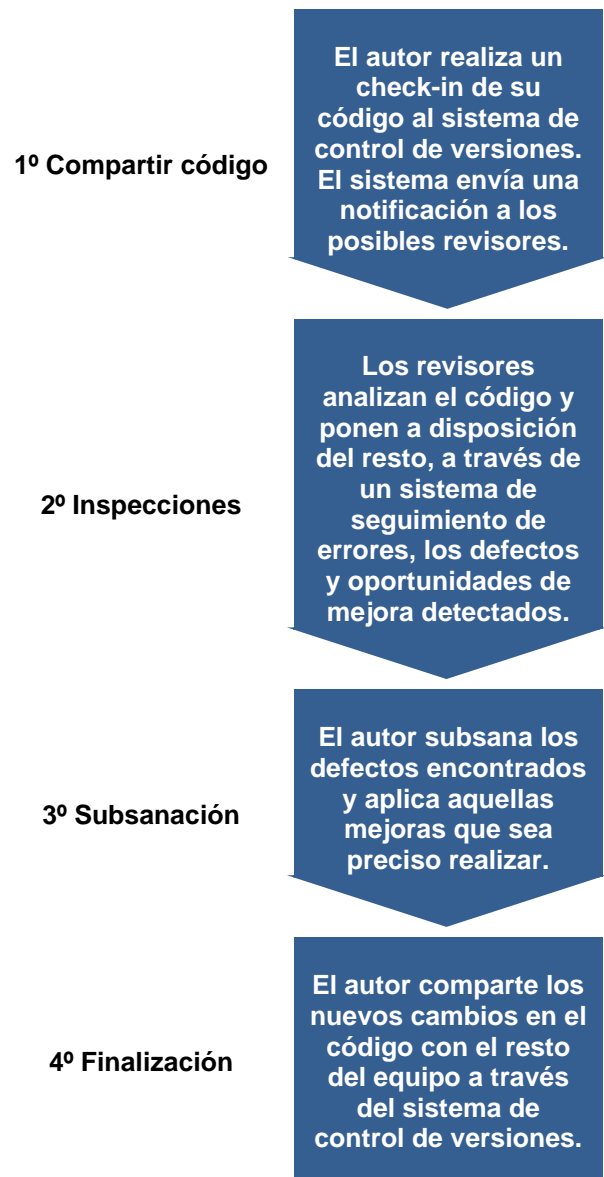 1º Compartir código
El autor realiza un
check-in de su
código al sistema de
control de versiones.
El sistema envía una
notificación a los
posibles revisores.
2º Inspecciones
Los revisores
analizan el código y
ponen a disposición
del resto, a través de
un sistema de
seguimiento de
errores, los defectos
y oportunidades de
mejora detectados.
3º Subsanación
El autor subsana los
defectos encontrados
y aplica aquellas
mejoras que sea
preciso realizar.
4º Finalización
El autor comparte los
nuevos cambios en el
código con el resto
del equipo a través
del sistema de
control de versiones.